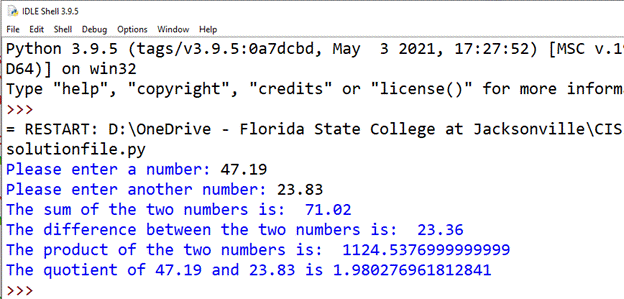 IDLE Shell 3.9.5
File Edit Shell Debug Options Window Help
Python 3.9.5 (tags/v3.9.5:0a7dcbd, May  3 2021, 17:27:52) [MSC v.19
D64)] on win32
Type "help", "copyright", "credits" or "license()" for more informa
>>>
= RESTART: D:\OneDrive - Florida State College at Jacksonville\CIS
solutionfile.py
Please enter a number: 47.19
Please enter another number: 23.83
The sum of the two numbers is:  71.02
The difference between the two numbers is:  23.36
The product of the two numbers is:  1124.5376999999999
The quotient of 47.19 and 23.83 is 1.980276961812841
>>>